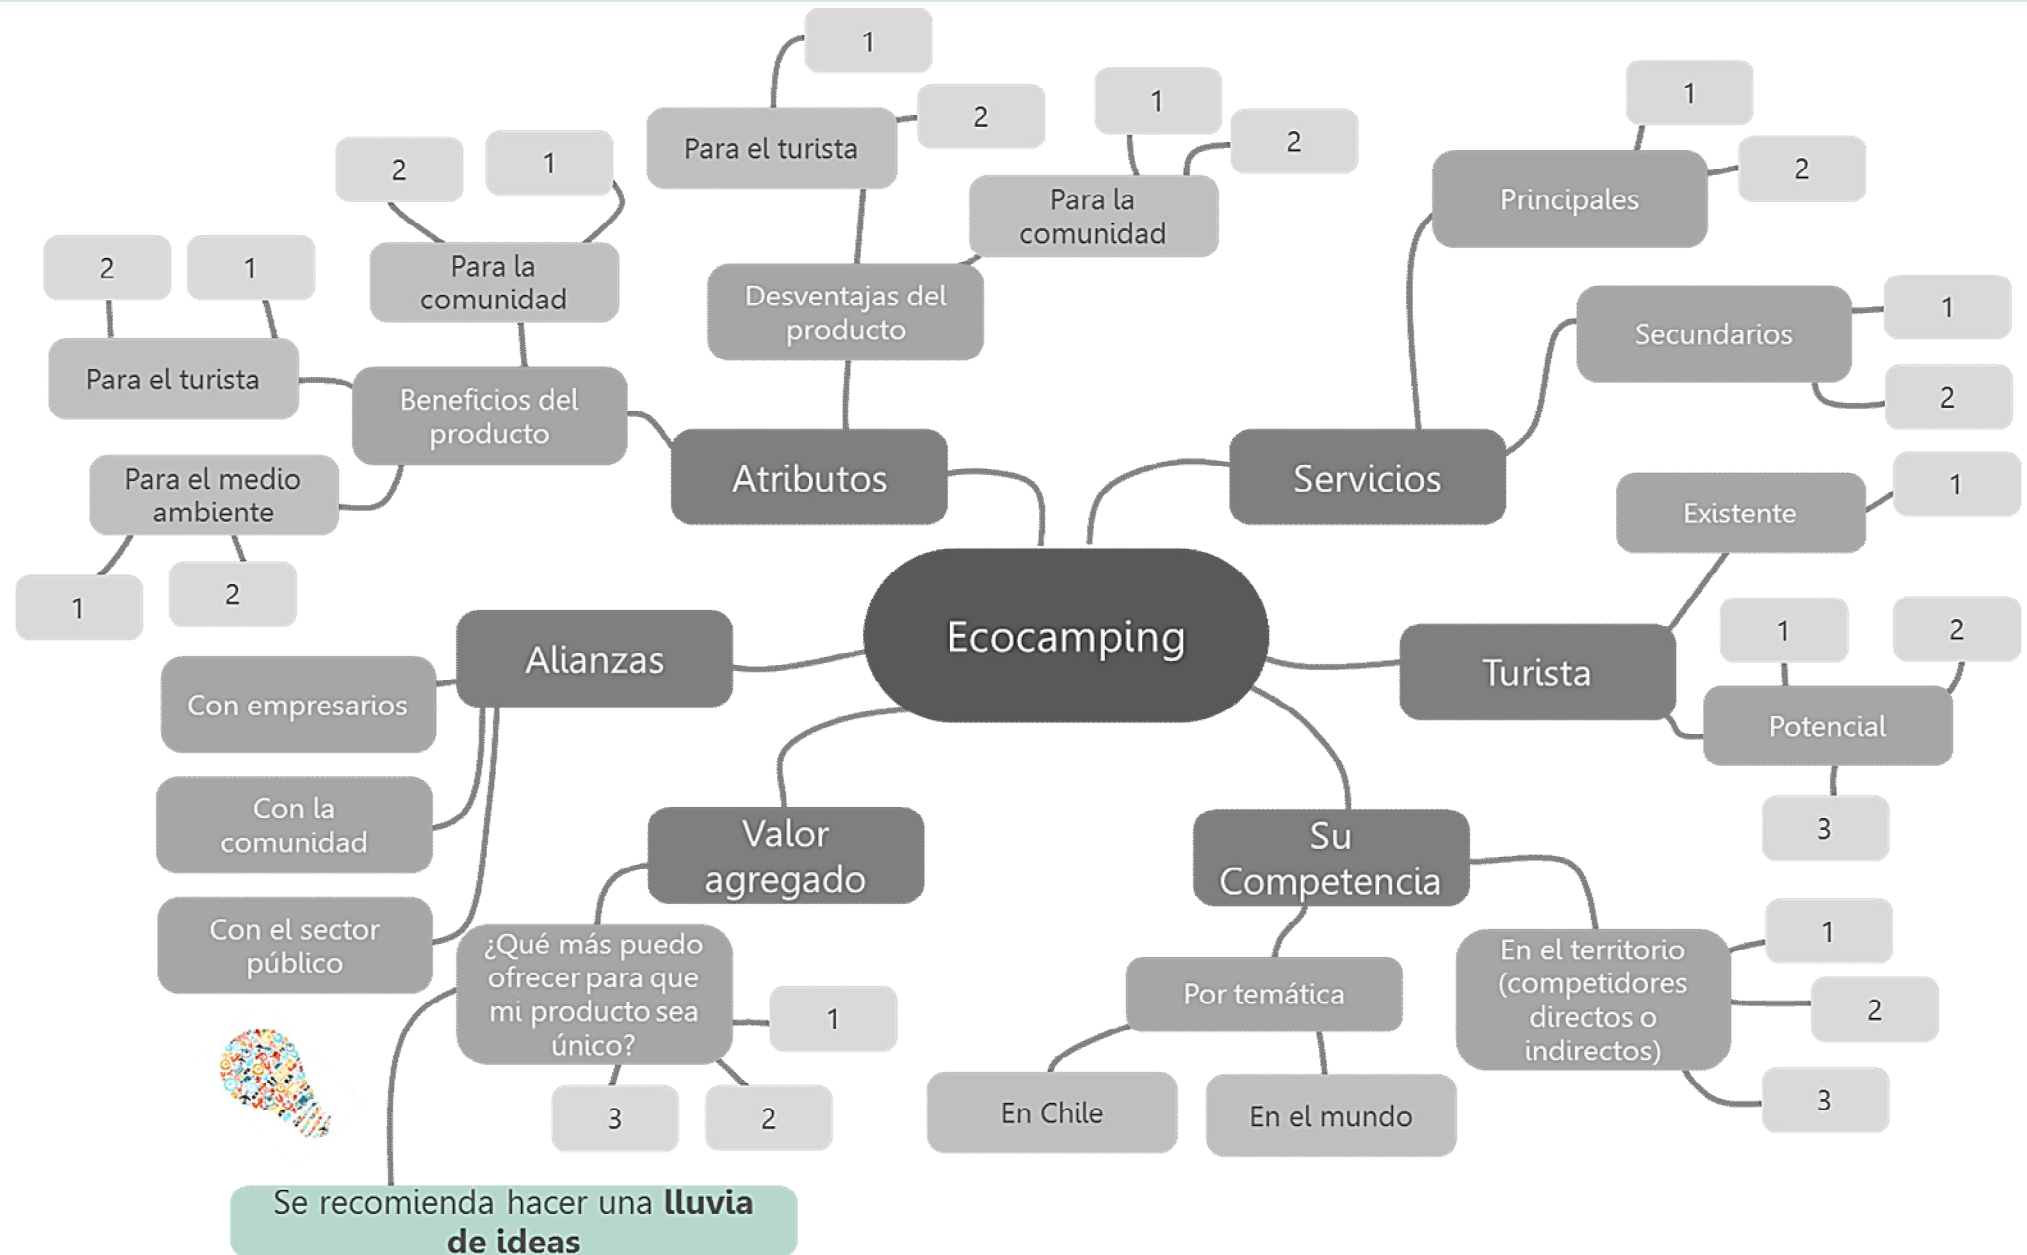 1
2
Para el turista
1
2
Para la
comunidad
Desventajas del
producto
2
1
Para la
comunidad
2
1
Para el turista
Beneficios del
producto
Para el medio
ambiente
1
2
Atributos
Servicios
Principales
1
2
Secundarios
1
2
Ecocamping
Turista
Existente
1
Potencial
1
2
3
Alianzas
Con empresarios
Con la
comunidad
Con el sector
público
Valor
agregado
¿Qué más puedo
ofrecer para que
mi producto sea
único?
1
2
3
Se recomienda hacer una lluvia
de ideas
Su
Competencia
Por temática
En Chile
En el mundo
En el territorio
(competidores
directos o
indirectos)
1
2
3